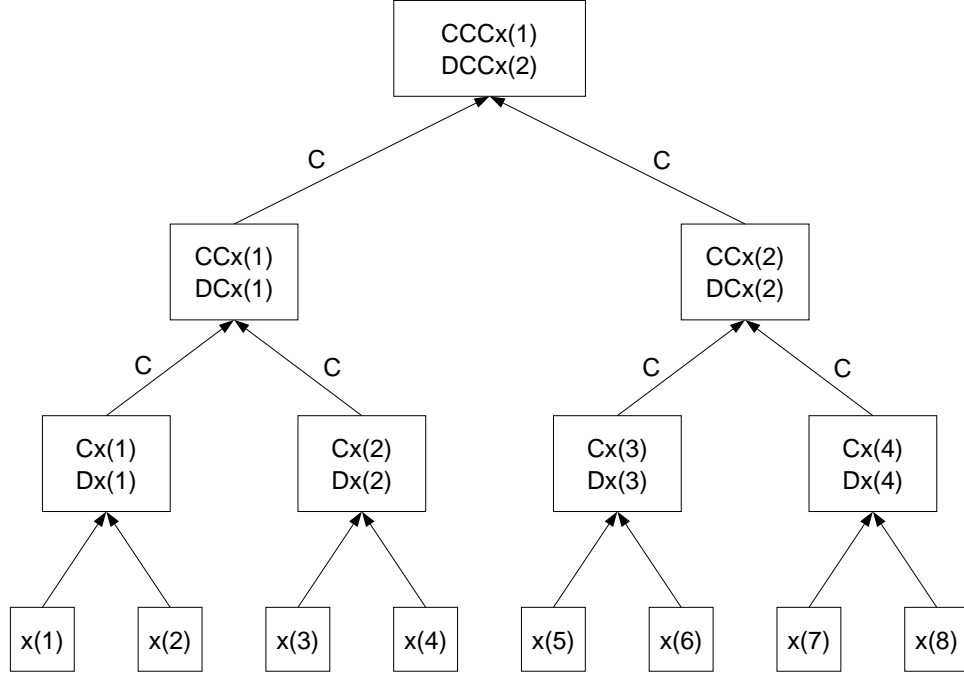 CCCx(1)
DCCx(2)
C
C
CCx(1)
DCx(1)
CCx(2)
DCx(2)
C
C
C
C
Cx(1)
Dx(1)
Cx(2)
Dx(2)
Cx(3)
Dx(3)
Cx(4)
Dx(4)
x(1)
x(2)
x(3)
x(4)
x(5)
x(6)
x(7)
x(8)